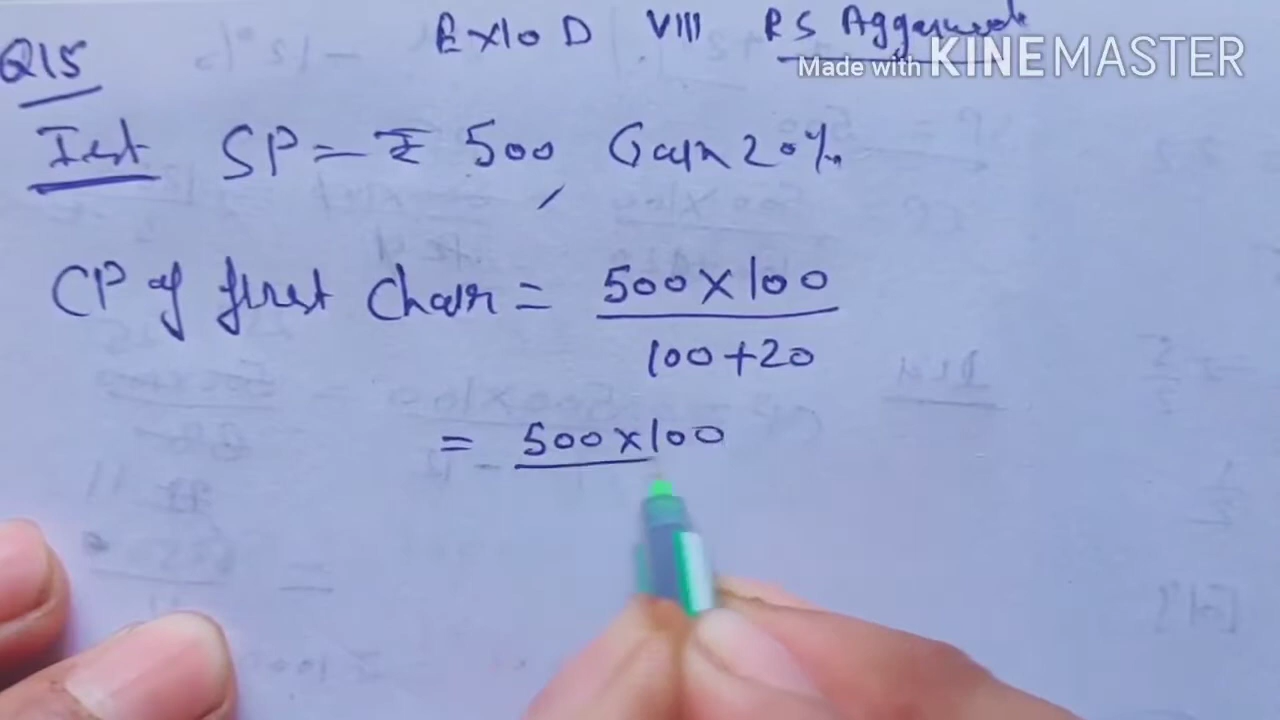 Ex 10 D VIII RS Aggarwal
Made with KINEMASTER
Q15
Ist SP = ₹ 500, Gain 20%
CP of first Chair = 500×100
100+20
= 500×100